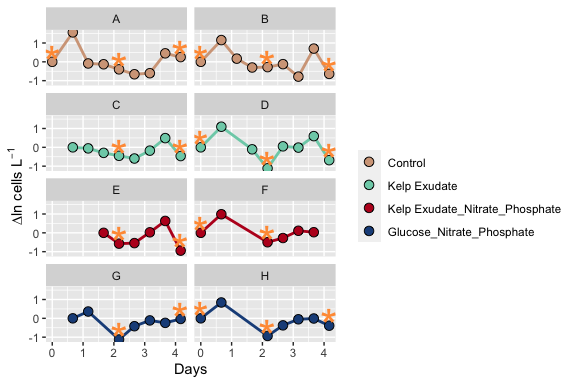 A
B
1
0
-1
C
D
1
0
-1
E
F
1
0
-1
G
H
1
0
-1
0
1
2
3
4
0
1
2
3
4
Days
Δln cells L⁻¹
Control
Kelp Exudate
Kelp Exudate_Nitrate_Phosphate
Glucose_Nitrate_Phosphate